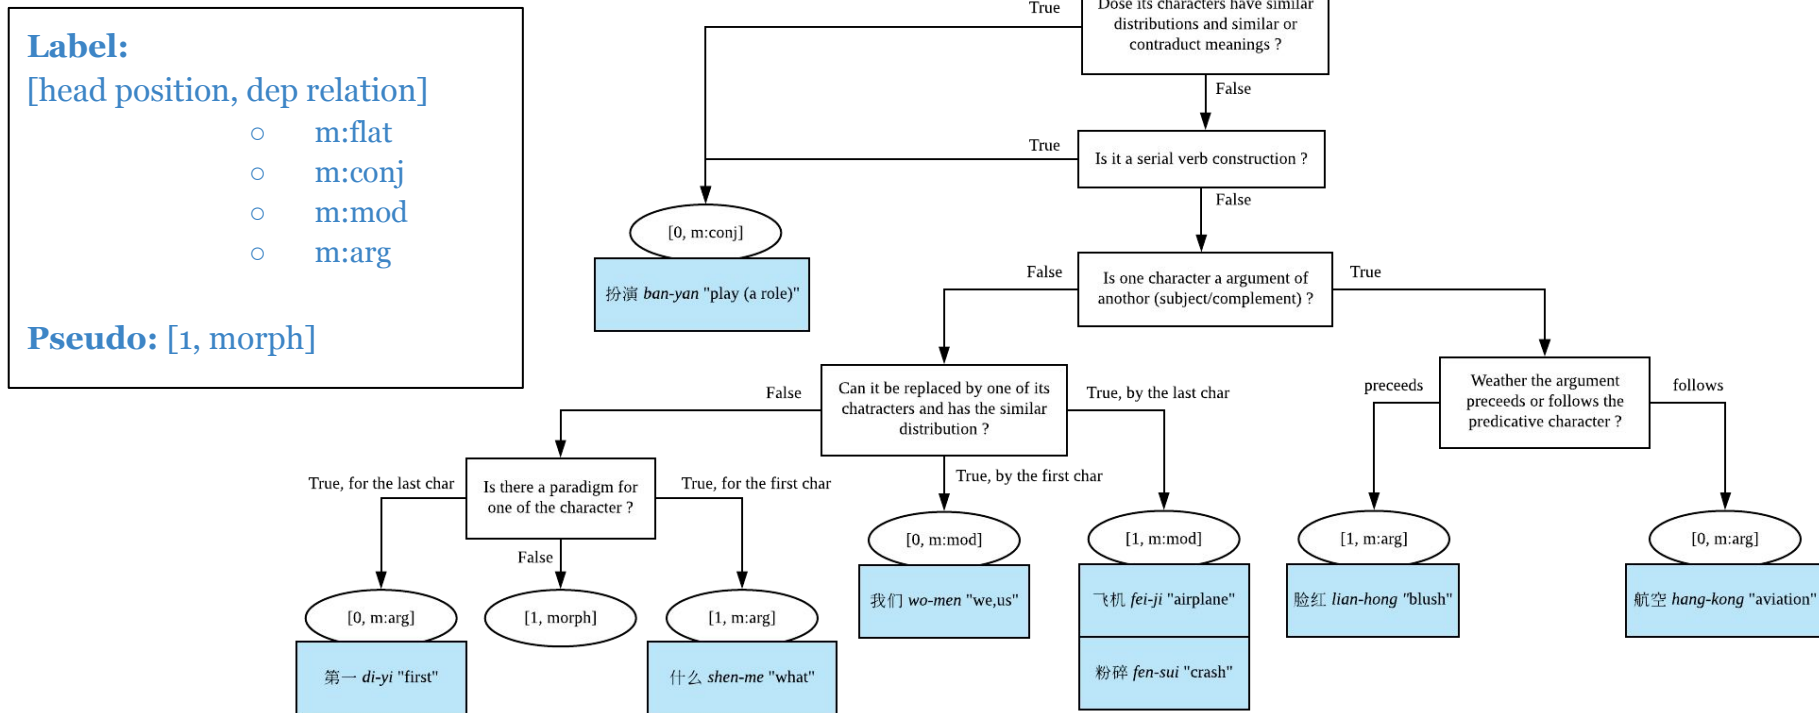 Label:
[head position, dep relation]
○ m:flat
○ m:conj
○ m:mod
○ m:arg
Pseudo: [1, morph]
Dose its characters have similar
distributions and similar or
contraduct meanings ?
True
False
Is it a serial verb construction ?
True
False
[0, m:conj]
扮演 ban-yan "play (a role)"
Is one character a argument of
anothor (subject/complement) ?
False
True
Can it be replaced by one of its
chatracters and has the similar
distribution ?
False
True, by the last char
True, by the first char
Weather the argument
preceeds or follows the
predicative character ?
preceeds
follows
Is there a paradigm for
one of the character ?
True, for the last char
True, for the first char
False
[0, m:mod]
我们 wo-men "we,us"
[1, m:mod]
飞机 fei-ji "airplane"
粉碎 fen-sui "crash"
[1, m:arg]
脸红 lian-hong "blush"
[0, m:arg]
航空 hang-kong "aviation"
[0, m:arg]
第一 di-yi "first"
[1, morph]
[1, m:arg]
什么 shen-me "what"